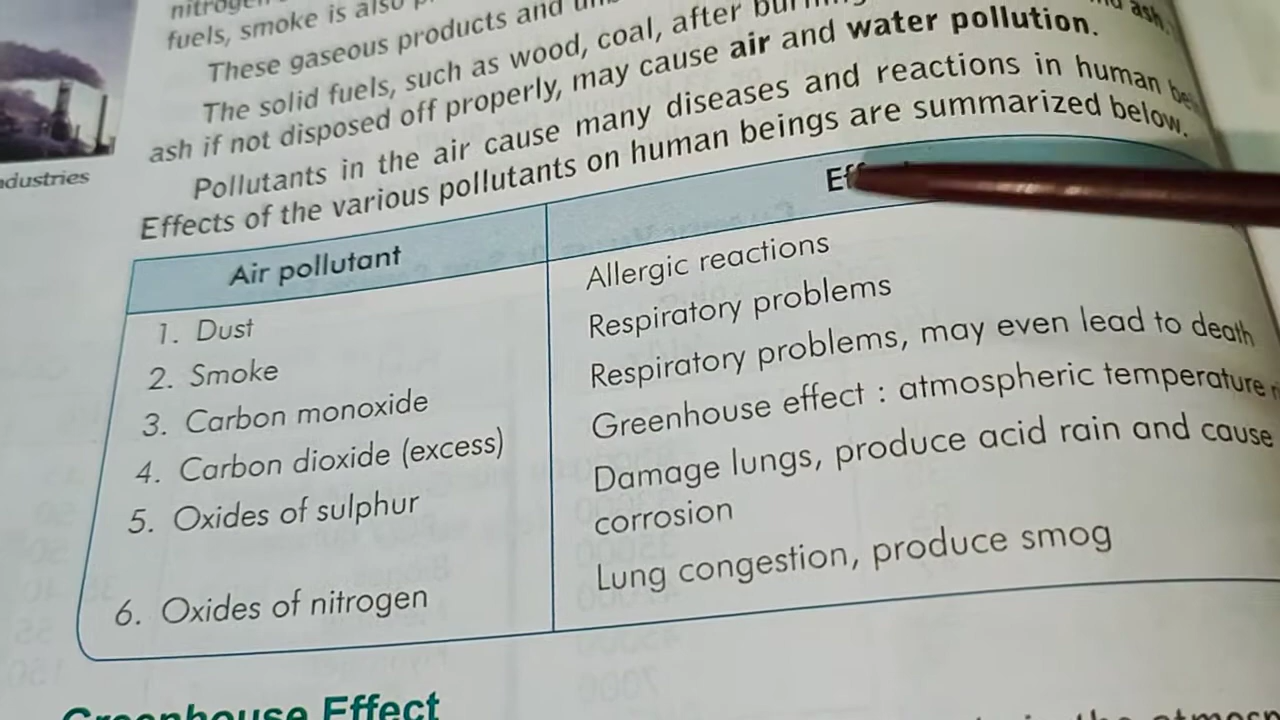 fuels, smoke is also
These gaseous products and
The solid fuels, such as wood, coal, after
ash.
ash if not disposed off properly, may cause air and water pollution.
Pollutants in the air cause many diseases and reactions in human
Effects of the various pollutants on human beings are summarized below.
Air pollutant
1. Dust
Allergic reactions
2. Smoke
Respiratory problems
3. Carbon monoxide
Respiratory problems, may even lead to death
4. Carbon dioxide (excess)
Greenhouse effect : atmospheric temperature
5. Oxides of sulphur
Damage lungs, produce acid rain and cause
corrosion
6. Oxides of nitrogen
Lung congestion, produce smog
Greenhouse Effect